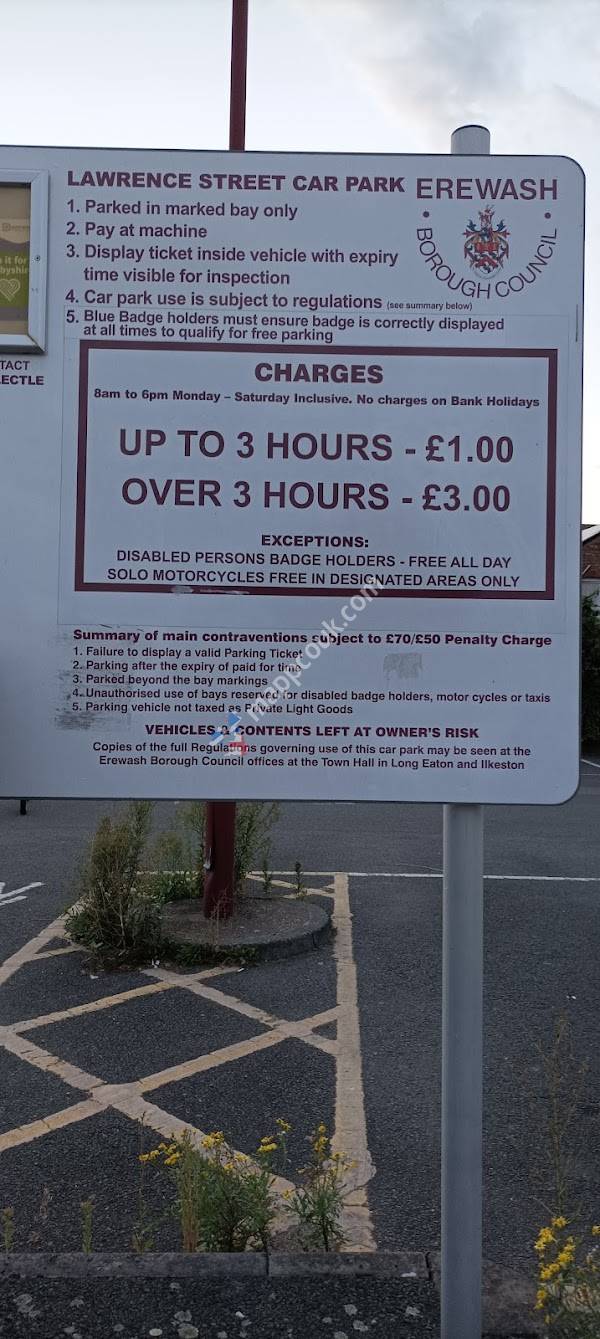 LAWRENCE STREET CAR PARK
EREWASH
BOROUGH COUNCIL
1. Parked in marked bay only
2. Pay at machine
3. Display ticket inside vehicle with expiry
time visible for inspection
4. Car park use is subject to regulations (see summary below)
5. Blue Badge holders must ensure badge is correctly displayed
at all times to qualify for free parking
it for
TACT
ECTLE
CHARGES
8am to 6pm Monday – Saturday Inclusive. No charges on Bank Holidays
UP TO 3 HOURS - £1.00
OVER 3 HOURS - £3.00
EXCEPTIONS:
DISABLED PERSONS BADGE HOLDERS - FREE ALL DAY
SOLO MOTORCYCLES FREE IN DESIGNATED AREAS ONLY
Summary of main contraventions subject to £70/£50 Penalty Charge
1. Failure to display a valid Parking Ticket
2. Parking after the expiry of paid for time
3. Parked beyond the bay markings
4. Unauthorised use of bays reserved for disabled badge holders, motor cycles or taxis
5. Parking vehicle not taxed as Private Light Goods
VEHICLES & CONTENTS LEFT AT OWNER'S RISK
Copies of the full Regulations governing use of this car park may be seen at the
Erewash Borough Council offices at the Town Hall in Long Eaton and Ilkeston
mappcook.com